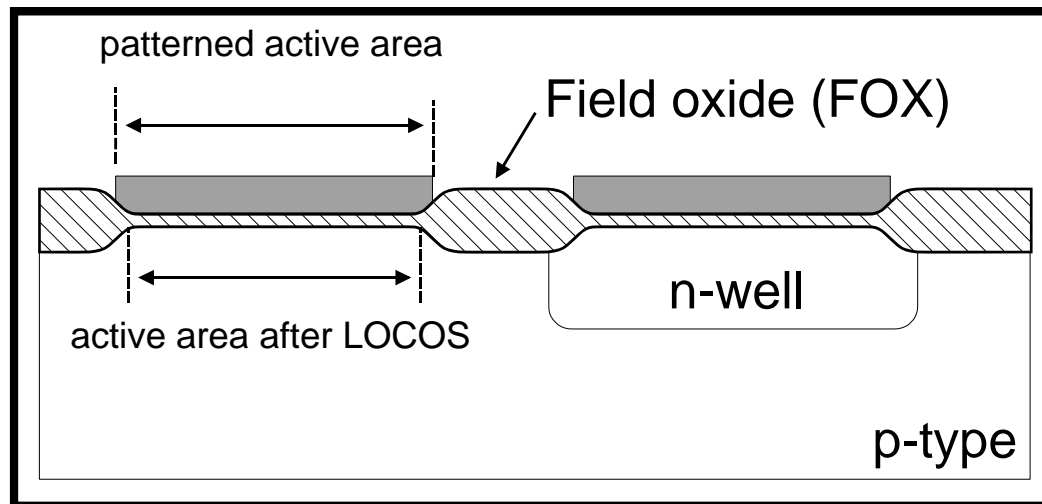 patterned active area
Field oxide (FOX)
n-well
active area after LOCOS
p-type